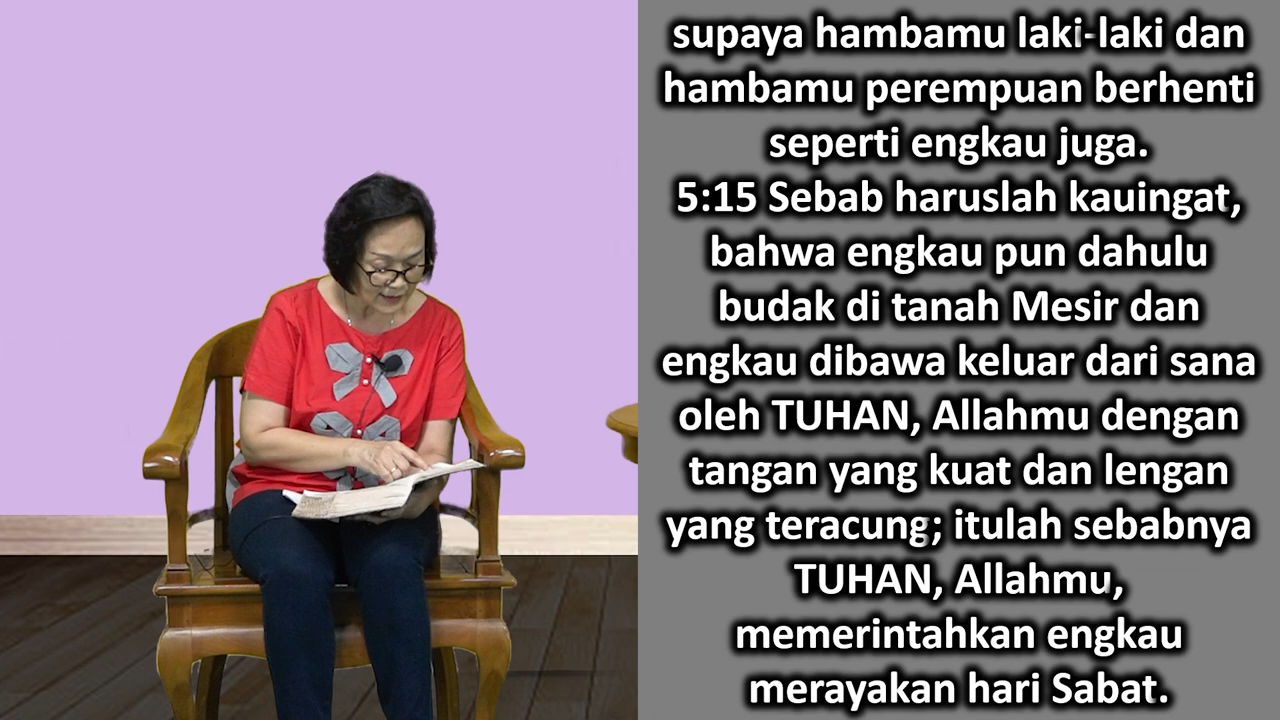 supaya hambamu laki-laki dan
hambamu perempuan berhenti
seperti engkau juga.
5:15 Sebab haruslah kauingat,
bahwa engkau pun dahulu
budak di tanah Mesir dan
engkau dibawa keluar dari sana
oleh TUHAN, Allahmu dengan
tangan yang kuat dan lengan
yang teracung; itulah sebabnya
TUHAN, Allahmu,
memerintahkan engkau
merayakan hari Sabat.